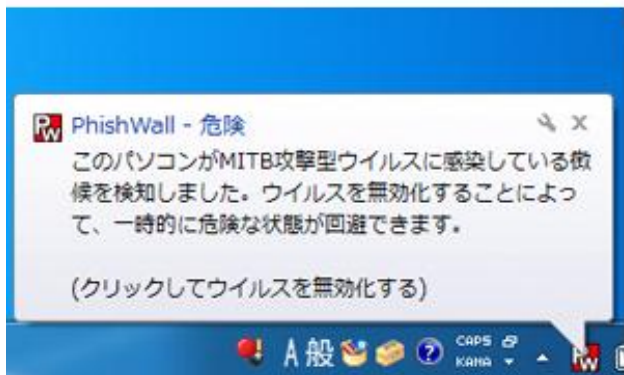 PhishWall - 危険
このパソコンがMITB攻撃型ウイルスに感染している徴
候を検知しました。ウイルスを無効化することによっ
て、一時的に危険な状態が回避できます。
(クリックしてウイルスを無効化する)
A 般 CAPS
KANA
PW